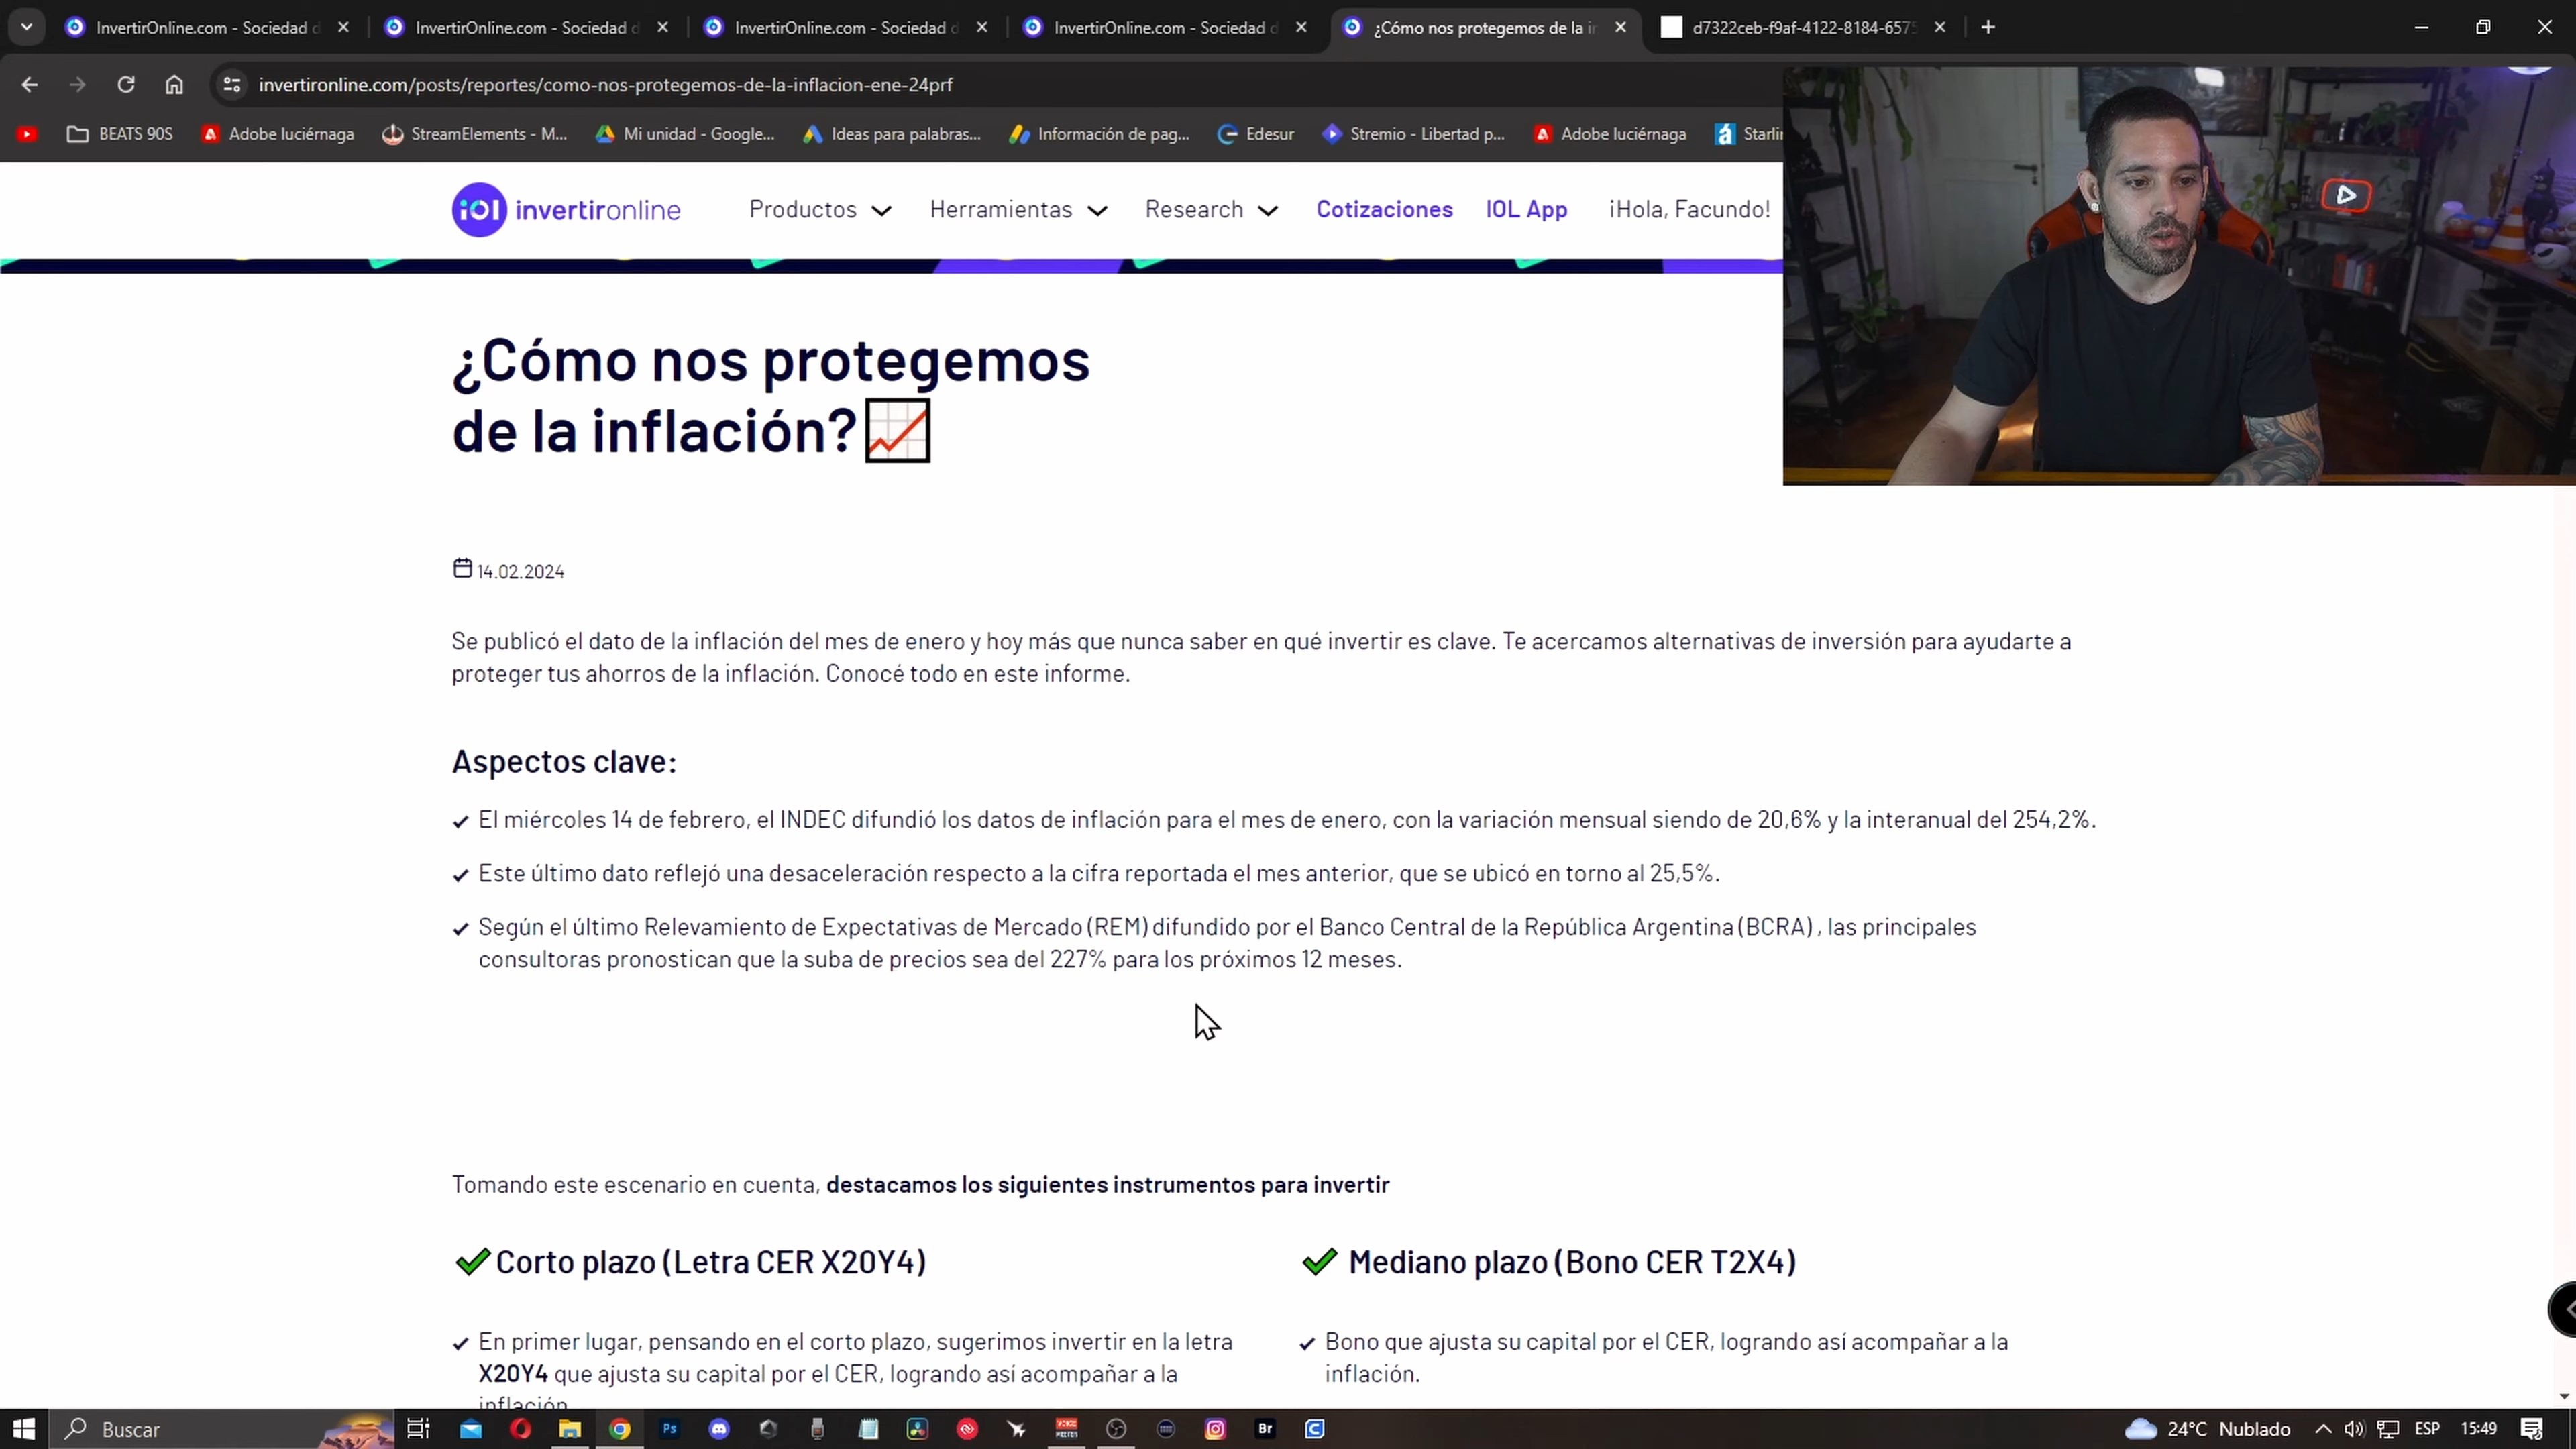 InvertirOnline.com - Sociedad d
InvertirOnline.com - Sociedad d
InvertirOnline.com - Sociedad d
InvertirOnline.com - Sociedad d
¿Cómo nos protegemos de la in
d7322ceb-f9af-4122-8184-6575
invertironline.com/posts/reportes/como-nos-protegemos-de-la-inflacion-ene-24prf
BEATS 90S
Adobe luciérnaga
StreamElements - M...
Mi unidad - Google...
Ideas para palabras...
Información de pag...
Edesur
Stremio - Libertad p...
Adobe luciérnaga
Starlin
iol invertironline
Productos
Herramientas
Research
Cotizaciones
IOL App
¡Hola, Facundo!
¿Cómo nos protegemos
de la inflación?
14.02.2024
Se publicó el dato de la inflación del mes de enero y hoy más que nunca saber en qué invertir es clave. Te acercamos alternativas de inversión para ayudarte a
proteger tus ahorros de la inflación. Conocé todo en este informe.
Aspectos clave:
El miércoles 14 de febrero, el INDEC difundió los datos de inflación para el mes de enero, con la variación mensual siendo de 20,6% y la interanual del 254,2%.
Este último dato reflejó una desaceleración respecto a la cifra reportada el mes anterior, que se ubicó en torno al 25,5%.
Según el último Relevamiento de Expectativas de Mercado (REM) difundido por el Banco Central de la República Argentina (BCRA) , las principales
consultoras pronostican que la suba de precios sea del 227% para los próximos 12 meses.
Tomando este escenario en cuenta, destacamos los siguientes instrumentos para invertir
Corto plazo (Letra CER X20Y4)
En primer lugar, pensando en el corto plazo, sugerimos invertir en la letra
X20Y4 que ajusta su capital por el CER, logrando así acompañar a la
inflación
Mediano plazo (Bono CER T2X4)
Bono que ajusta su capital por el CER, logrando así acompañar a la
inflación.
Buscar
Ps
Br
24°C Nublado
ESP
15:49